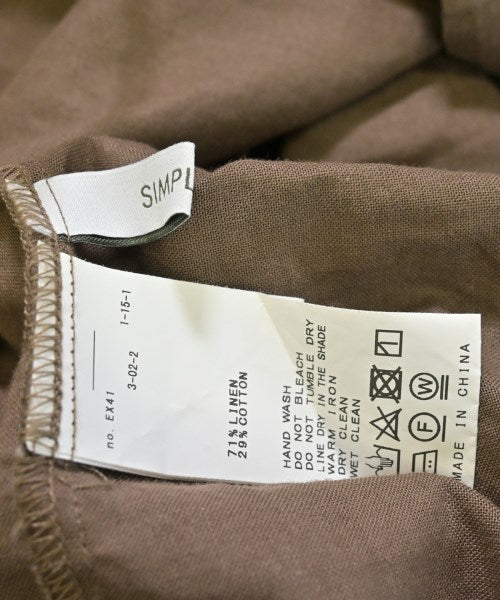 SIMPL
no. EX41
3-02-2
1-15-1
71% LINEN
29% COTTON
HAND WASH
DO NOT BLEACH
DO NOT TUMBLE DRY
LINE DRY IN THE SHADE
WARM IRON
DRY CLEAN
WET CLEAN
W
MADE IN CHINA